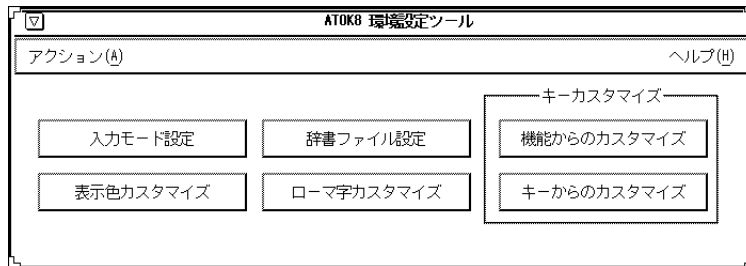 ATOK8 環境設定ツール
アクション(A) ヘルプ(H)
キーカスタマイズ
入力モード設定 辞書ファイル設定 機能からのカスタマイズ
表示色カスタマイズ ローマ字カスタマイズ キーからのカスタマイズ